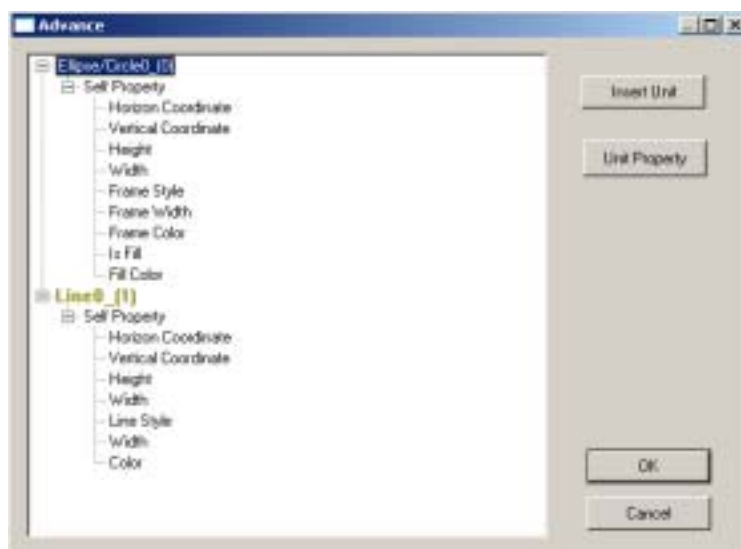 Advance
Ellipse/Circle0_(0)
Self Property
Horizon Coordinate
Vertical Coordinate
Height
Width
Frame Style
Frame Width
Frame Color
Is Fill
Fill Color
Line0_(1)
Self Property
Horizon Coordinate
Vertical Coordinate
Height
Width
Line Style
Width
Color
Insert Unit
Unit Property
OK
Cancel